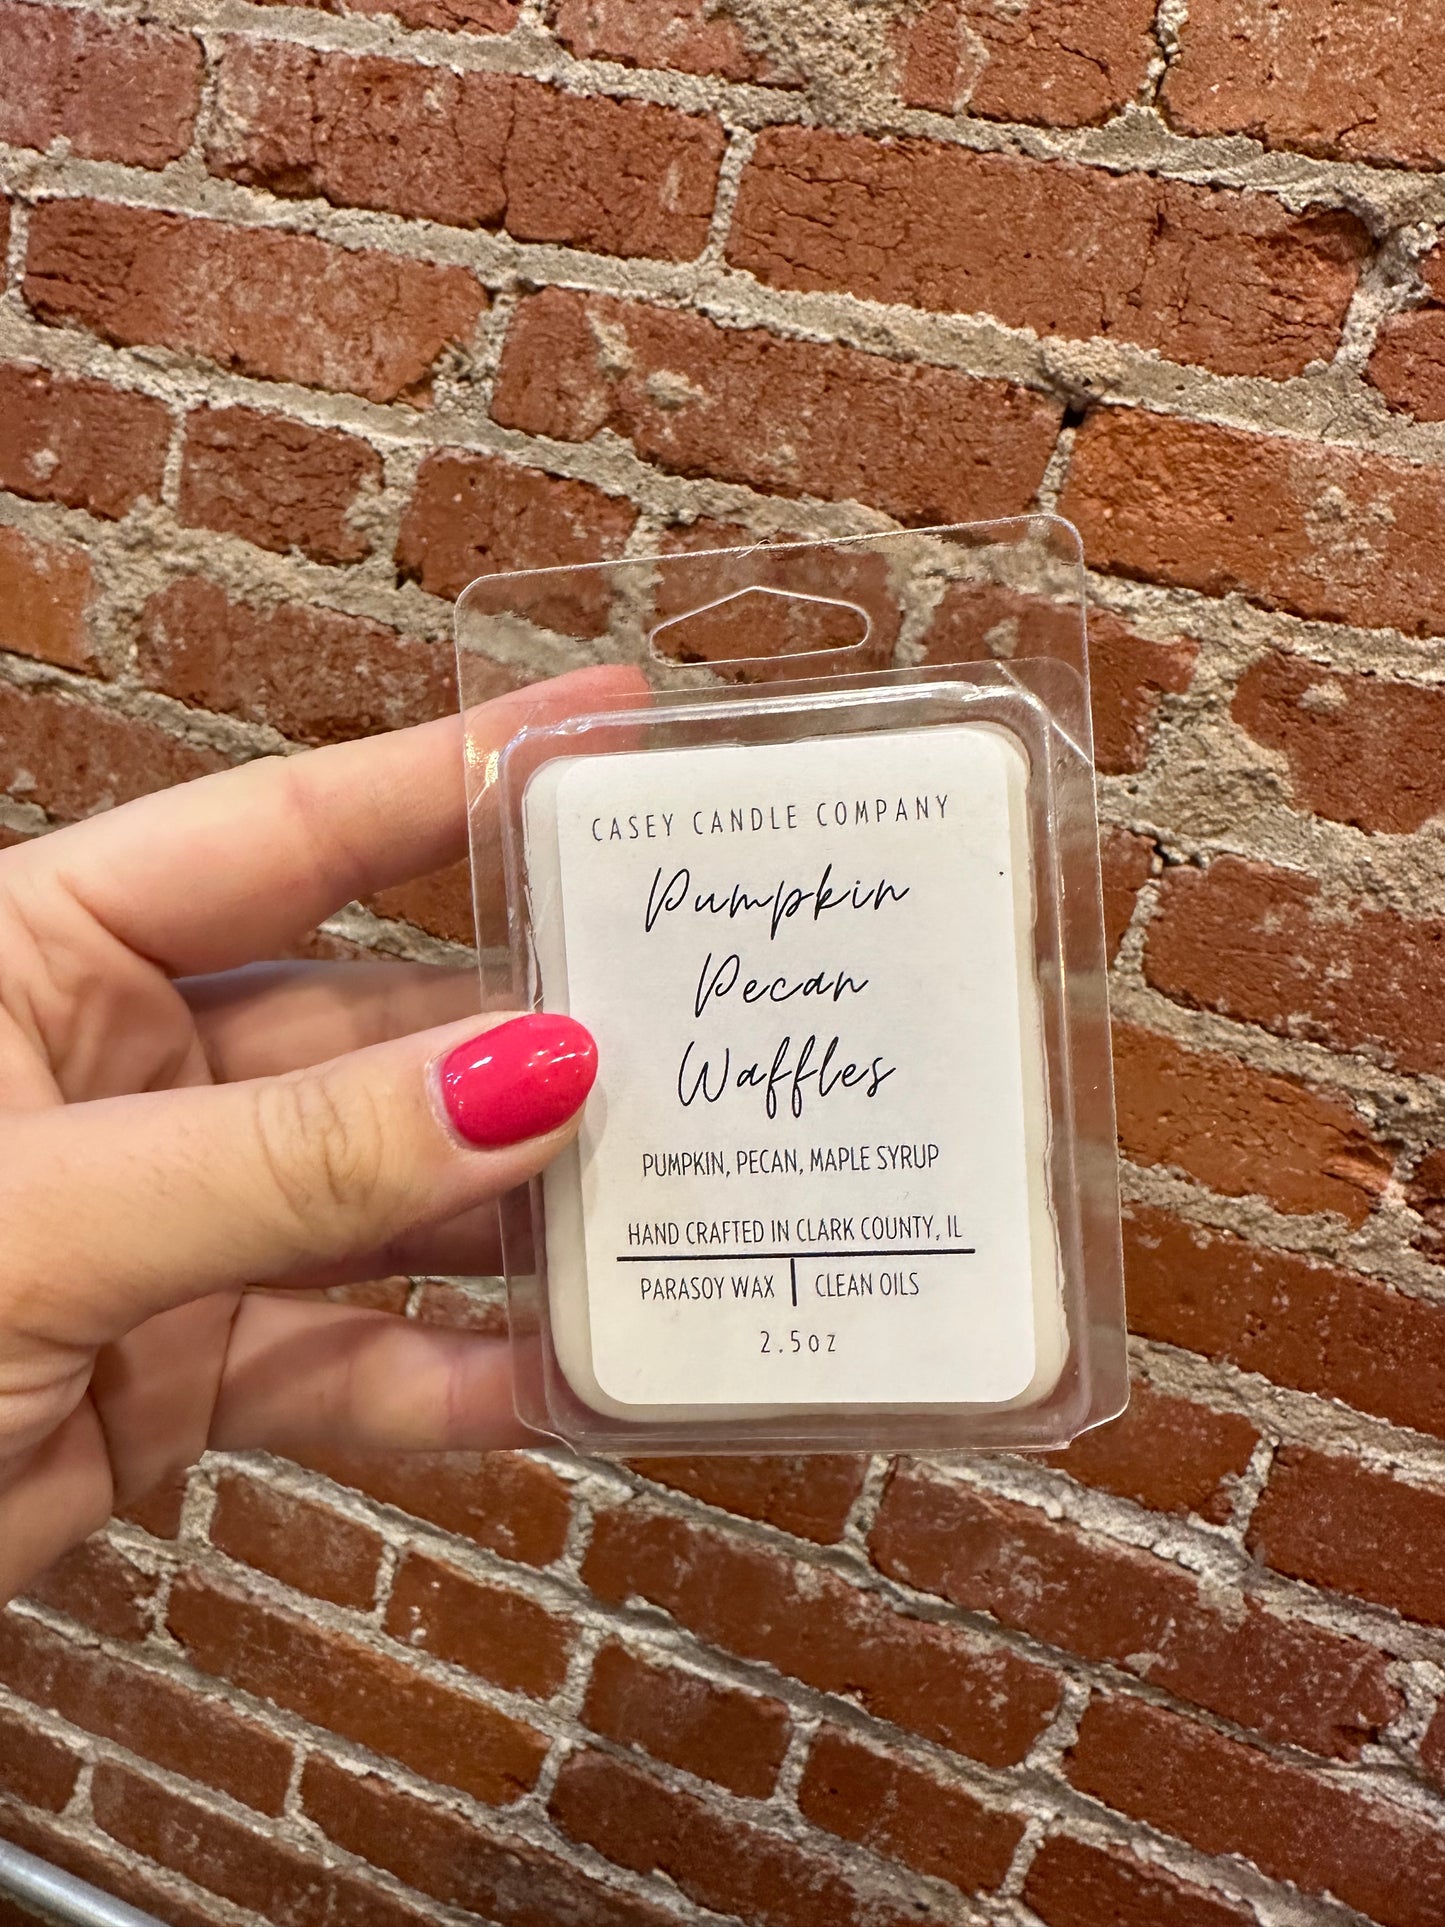 CASEY CANDLE COMPANY
Pumpkin
Pecan
Waffles
PUMPKIN, PECAN, MAPLE SYRUP
HAND CRAFTED IN CLARK COUNTY, IL
PARASOY WAX | CLEAN OILS
2.5oz